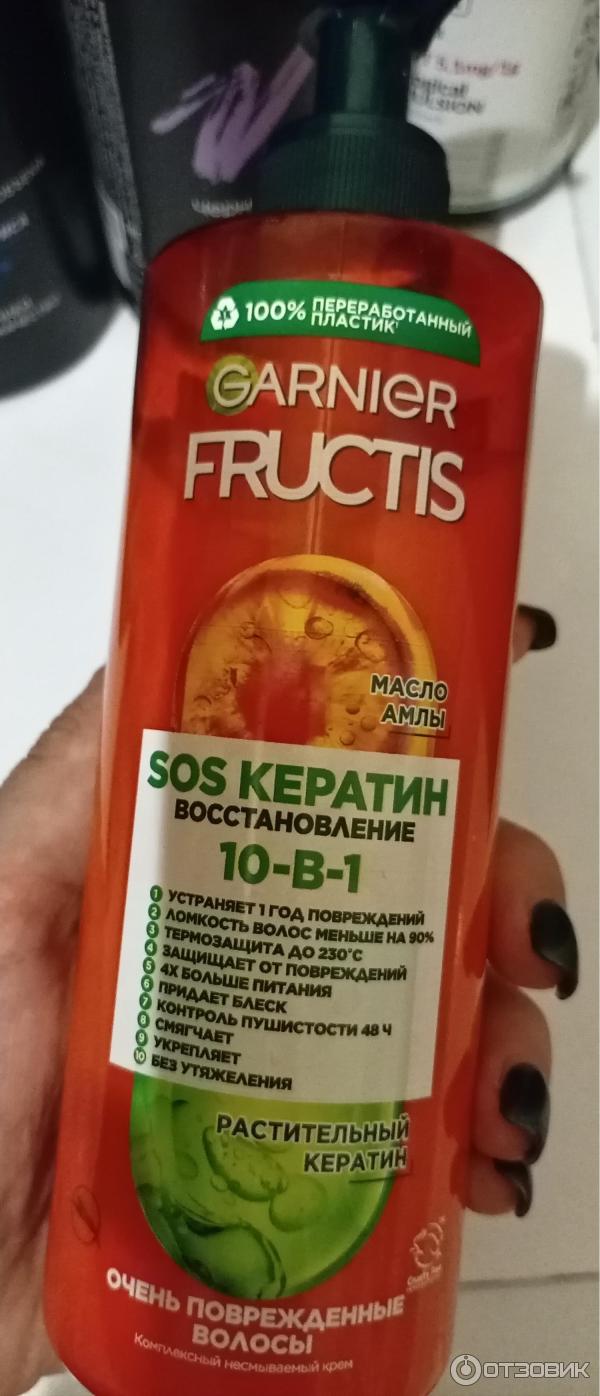 100% ПЕРЕРАБОТАННЫЙ
ПЛАСТИК¹
GARNIER
FRUCTIS
МАСЛО
АМЛЫ
SOS КЕРАТИН
ВОССТАНОВЛЕНИЕ
10-В-1
1 УСТРАНЯЕТ 1 ГОД ПОВРЕЖДЕНИЙ
2 ЛОМКОСТЬ ВОЛОС МЕНЬШЕ НА 90%
3 ТЕРМОЗАЩИТА ДО 230°С
4 ЗАЩИЩАЕТ ОТ ПОВРЕЖДЕНИЙ
5 4Х БОЛЬШЕ ПИТАНИЯ
6 ПРИДАЕТ БЛЕСК
7 КОНТРОЛЬ ПУШИСТОСТИ 48 Ч
8 СМЯГЧАЕТ
9 УКРЕПЛЯЕТ
10 БЕЗ УТЯЖЕЛЕНИЯ
РАСТИТЕЛЬНЫЙ
КЕРАТИН
Cruelty Free
ОЧЕНЬ ПОВРЕЖДЕННЫЕ
ВОЛОСЫ
Комплексный несмываемый крем
ОТЗОВИК